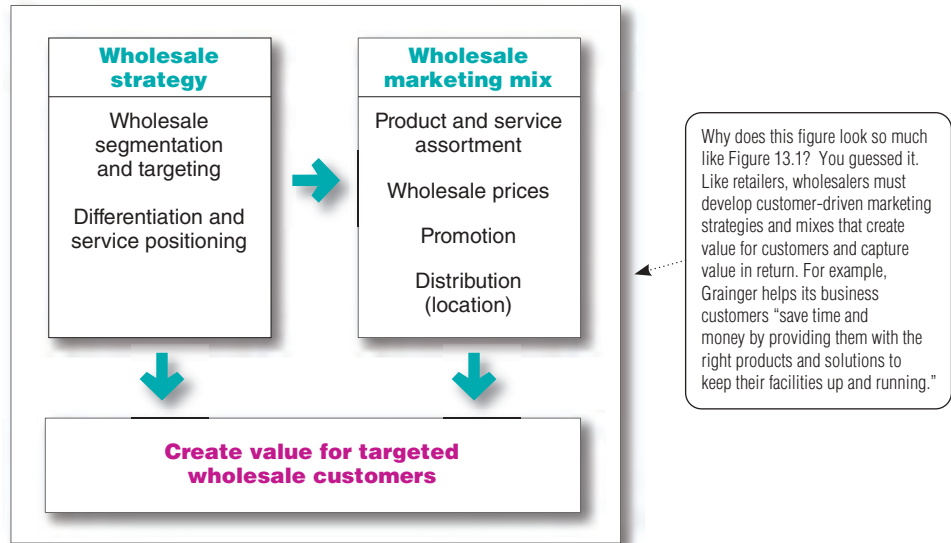 Wholesale
strategy
Wholesale
segmentation
and targeting
Differentiation and
service positioning
Wholesale
marketing mix
Product and service
assortment
Wholesale prices
Promotion
Distribution
(location)
Create value for targeted
wholesale customers
Why does this figure look so much
like Figure 13.1?  You guessed it.
Like retailers, wholesalers must
develop customer-driven marketing
strategies and mixes that create
value for customers and capture
value in return. For example,
Grainger helps its business
customers “save time and
money by providing them with the
right products and solutions to
keep their facilities up and running.”